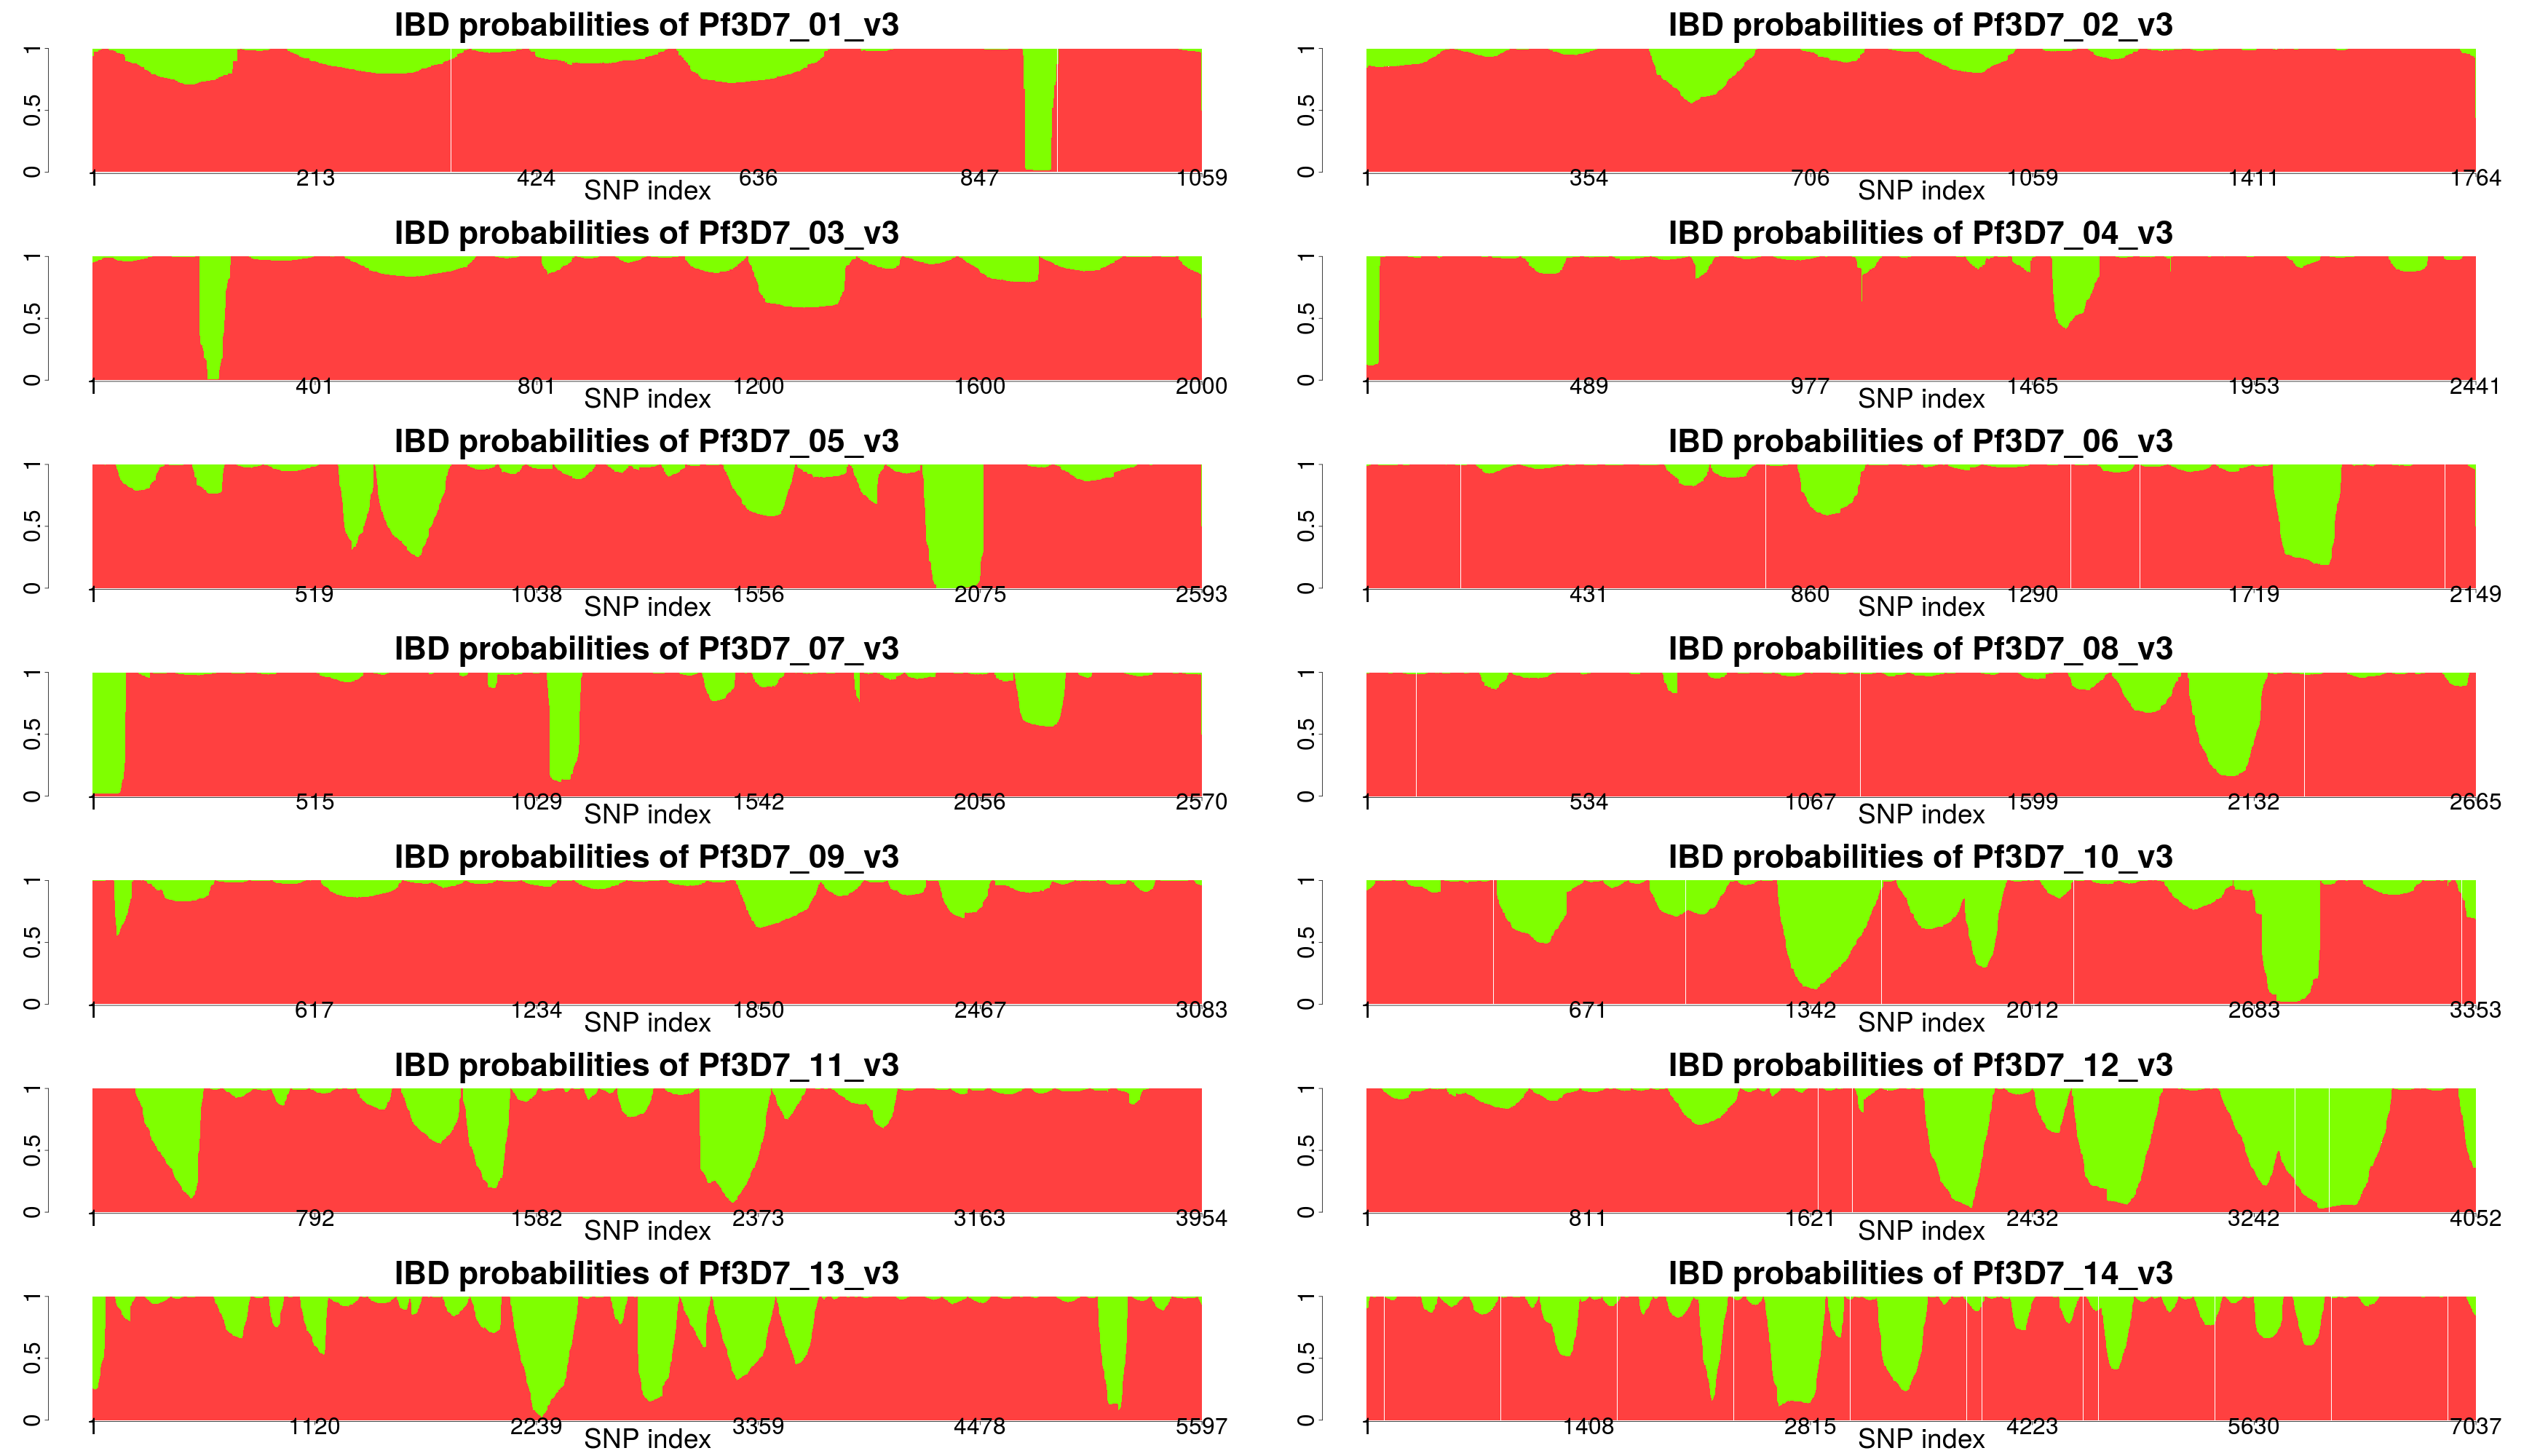 IBD probabilities of Pf3D7_01_v3
0 0.5 1
1 213 424 636 847 1059
SNP index
IBD probabilities of Pf3D7_02_v3
0 0.5 1
1 354 706 1059 1411 1764
SNP index
IBD probabilities of Pf3D7_03_v3
0 0.5 1
1 401 801 1200 1600 2000
SNP index
IBD probabilities of Pf3D7_04_v3
0 0.5 1
1 489 977 1465 1953 2441
SNP index
IBD probabilities of Pf3D7_05_v3
0 0.5 1
1 519 1038 1556 2075 2593
SNP index
IBD probabilities of Pf3D7_06_v3
0 0.5 1
1 431 860 1290 1719 2149
SNP index
IBD probabilities of Pf3D7_07_v3
0 0.5 1
1 515 1029 1542 2056 2570
SNP index
IBD probabilities of Pf3D7_08_v3
0 0.5 1
1 534 1067 1599 2132 2665
SNP index
IBD probabilities of Pf3D7_09_v3
0 0.5 1
1 617 1234 1850 2467 3083
SNP index
IBD probabilities of Pf3D7_10_v3
0 0.5 1
1 671 1342 2012 2683 3353
SNP index
IBD probabilities of Pf3D7_11_v3
0 0.5 1
1 792 1582 2373 3163 3954
SNP index
IBD probabilities of Pf3D7_12_v3
0 0.5 1
1 811 1621 2432 3242 4052
SNP index
IBD probabilities of Pf3D7_13_v3
0 0.5 1
1 1120 2239 3359 4478 5597
SNP index
IBD probabilities of Pf3D7_14_v3
0 0.5 1
1 1408 2815 4223 5630 7037
SNP index